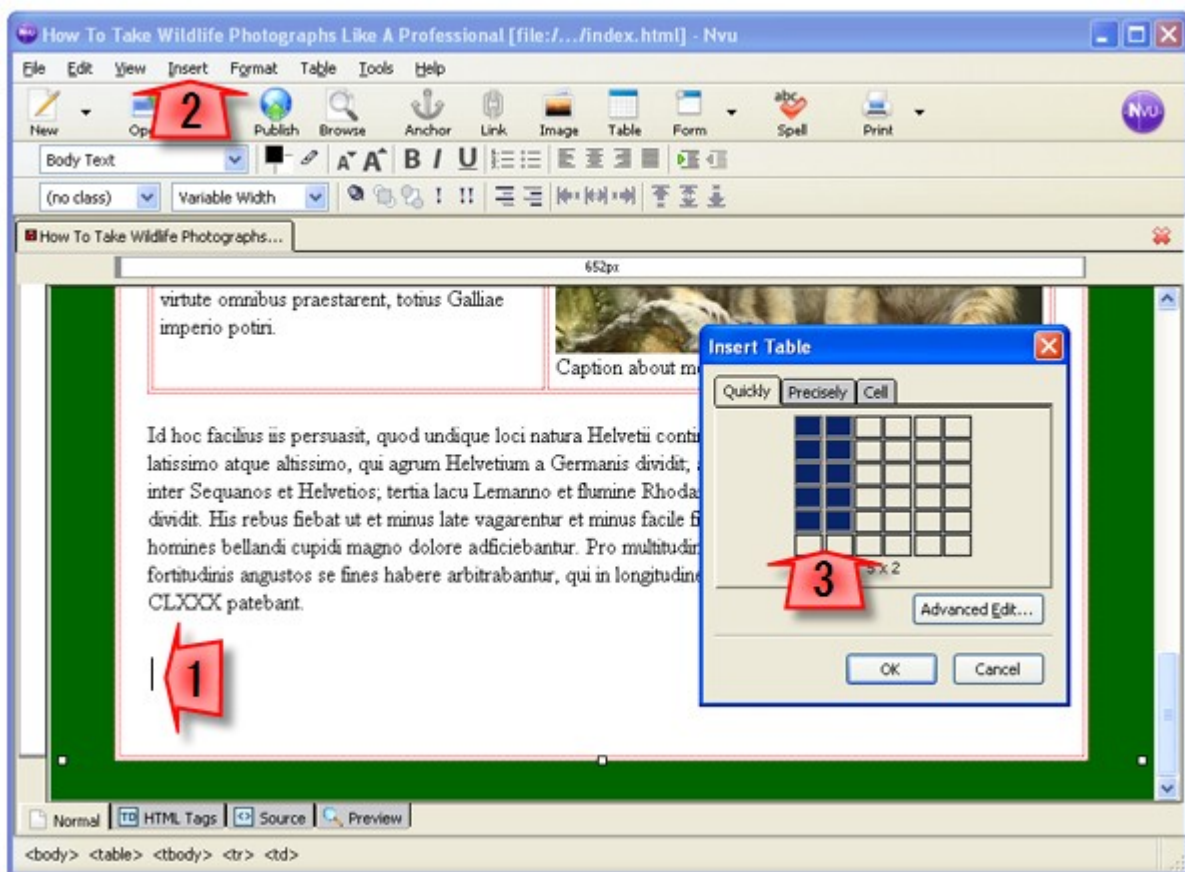 How To Take Wildlife Photographs Like A Professional [file:/.../index.html] - Nvu
File Edit View Insert Format Table Tools Help
2
New Publish Browse Anchor Link Image Table Form Spell Print
abc
NVU
Body Text
A A B I U
(no class) Variable Width
! !!
How To Take Wildlife Photographs...
652px
virtute omnibus praestarent, totius Galliae
imperio potiri.
Caption about
Insert Table
Quickly Precisely Cell
3
x 2
Advanced Edit...
OK Cancel
Id hoc facilius iis persuasit, quod undique loci natura Helvetii
latissimo atque altissimo, qui agrum Helvetium a Germanis dividit;
inter Sequanos et Helvetios; tertia lacu Lemanno et flumine
dividit. His rebus fiebat ut et minus late vagarentur et minus facile
homines bellandi cupidi magno dolore adficiebantur. Pro
fortitudinis angustos se fines habere arbitrabantur, qui in
CLXXX patebant.
1
Normal TD HTML Tags <> Source Preview
<body> <table> <tbody> <tr> <td>